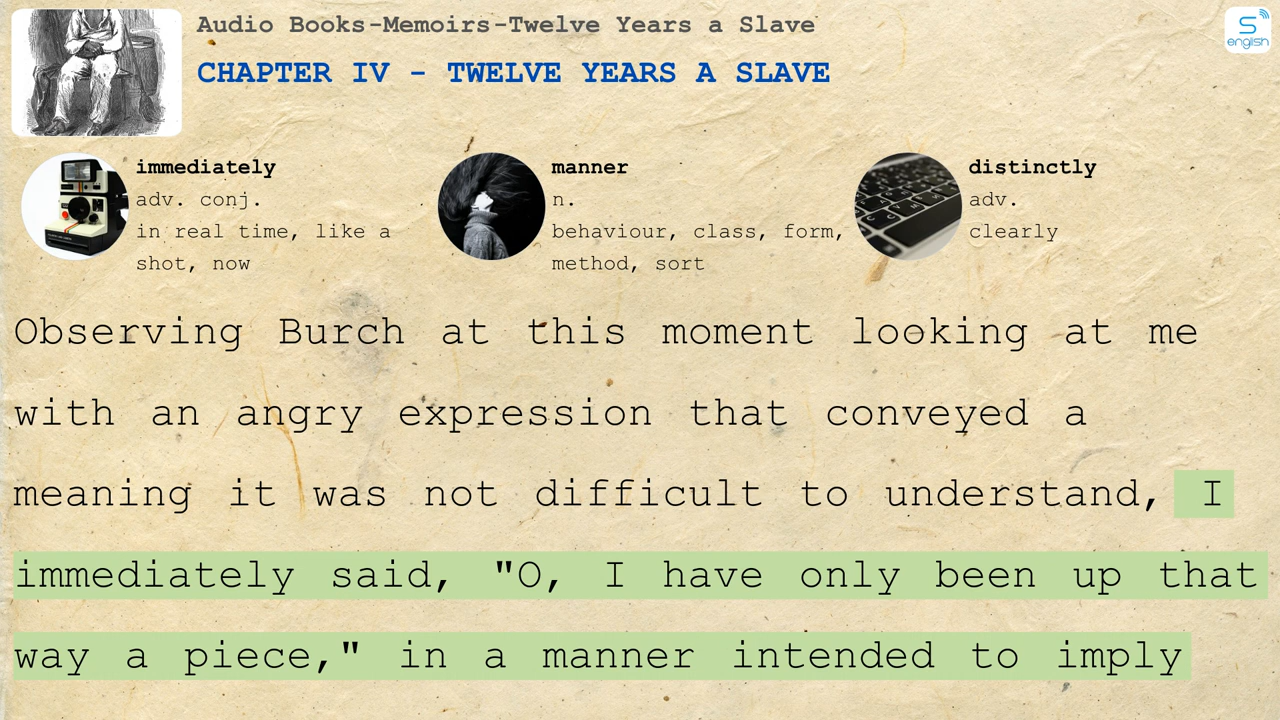 Audio Books-Memoirs-Twelve Years a Slave
CHAPTER IV - TWELVE YEARS A SLAVE
S
english
immediately
adv. conj.
in real time, like a
shot, now
manner
n.
behaviour, class, form,
method, sort
distinctly
adv.
clearly
Observing Burch at this moment looking at me
with an angry expression that conveyed a
meaning it was not difficult to understand, I
immediately said, "O, I have only been up that
way a piece," in a manner intended to imply